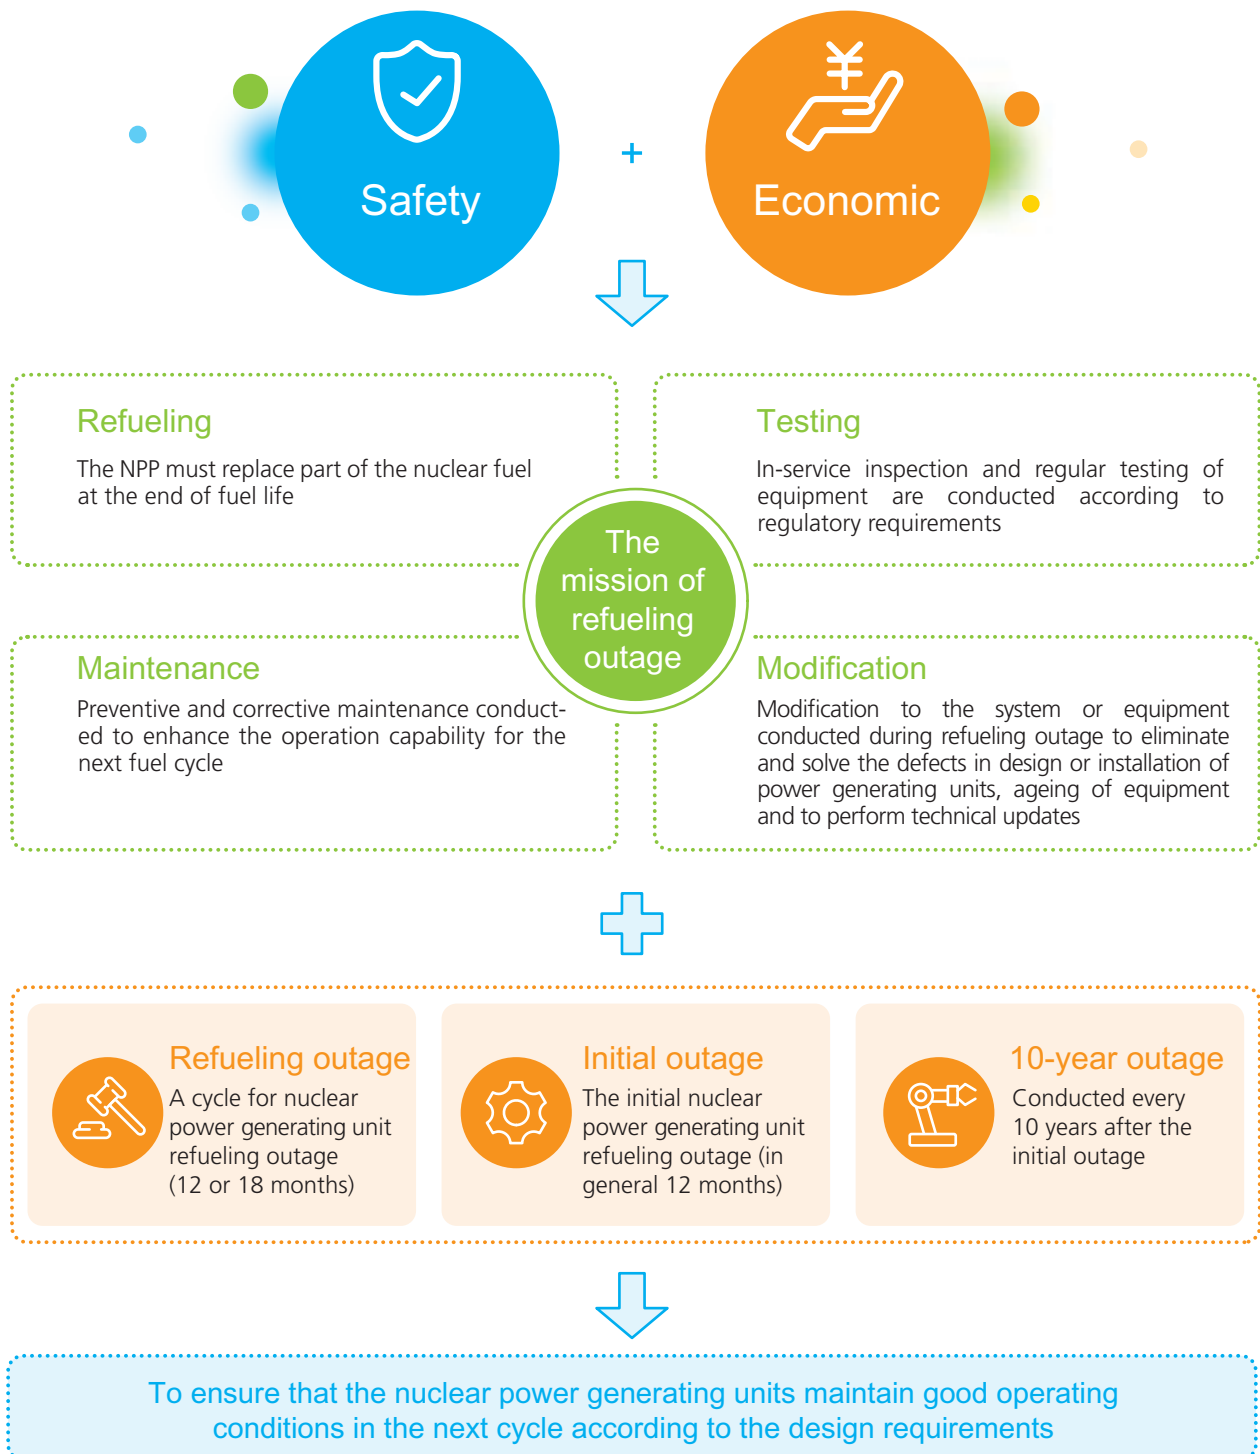 Safety
+
Economic
Refueling
The NPP must replace part of the nuclear fuel
at the end of fuel life
Testing
In-service inspection and regular testing of
equipment are conducted according to
regulatory requirements
The
mission of
refueling
outage
Maintenance
Preventive and corrective maintenance conduct-
ed to enhance the operation capability for the
next fuel cycle
Modification
Modification to the system or equipment
conducted during refueling outage to eliminate
and solve the defects in design or installation of
power generating units, ageing of equipment
and to perform technical updates
Refueling outage
A cycle for nuclear
power generating unit
refueling outage
(12 or 18 months)
Initial outage
The initial nuclear
power generating unit
refueling outage (in
general 12 months)
10-year outage
Conducted every
10 years after the
initial outage
To ensure that the nuclear power generating units maintain good operating
conditions in the next cycle according to the design requirements